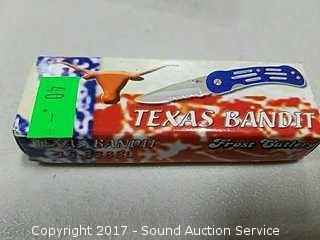 40.-
TEXAS BANDIT
TEXAS BANDIT
Frost Cutlery
Copyright 2017 - Sound Auction Service